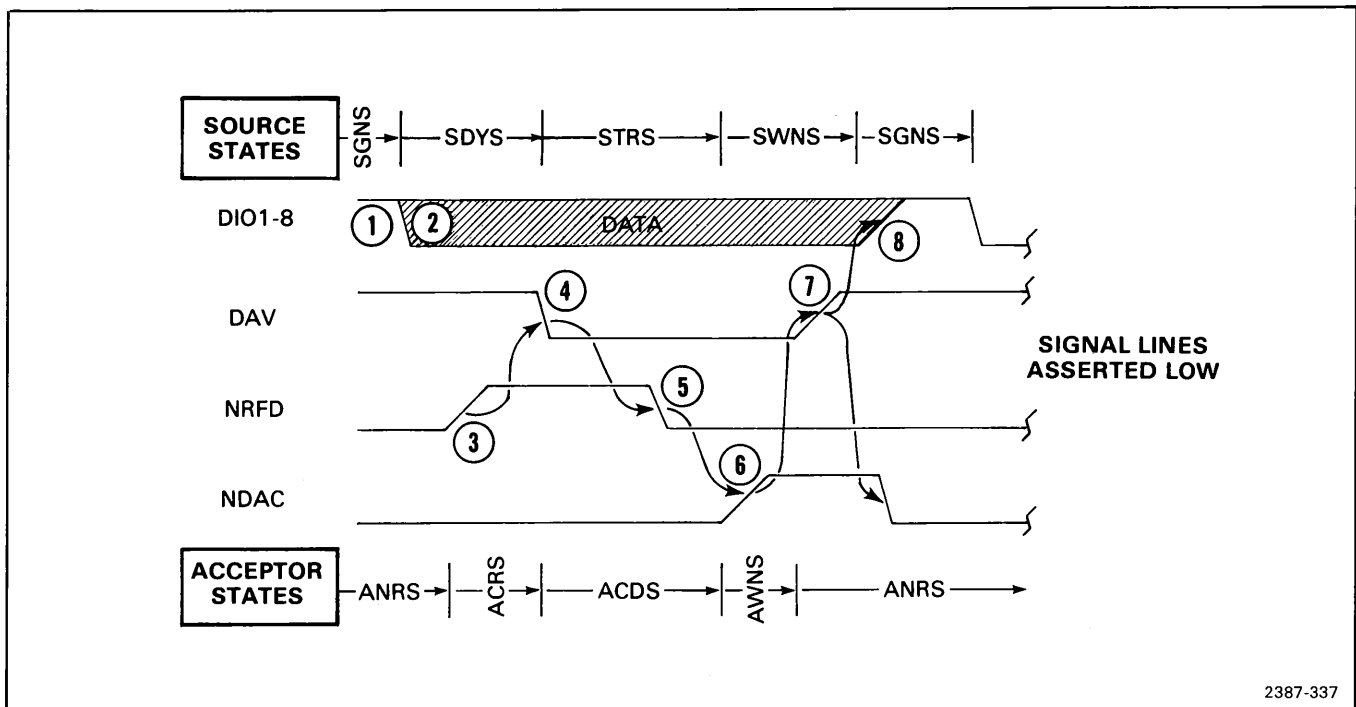 SOURCE
STATES
SGNS
SDYS
STRS
SWNS
SGNS
DIO1-8
1
2
DATA
8
DAV
4
7
SIGNAL LINES
ASSERTED LOW
NRFD
3
5
NDAC
6
ACCEPTOR
STATES
ANRS
ACRS
ACDS
AWNS
ANRS
2387-337